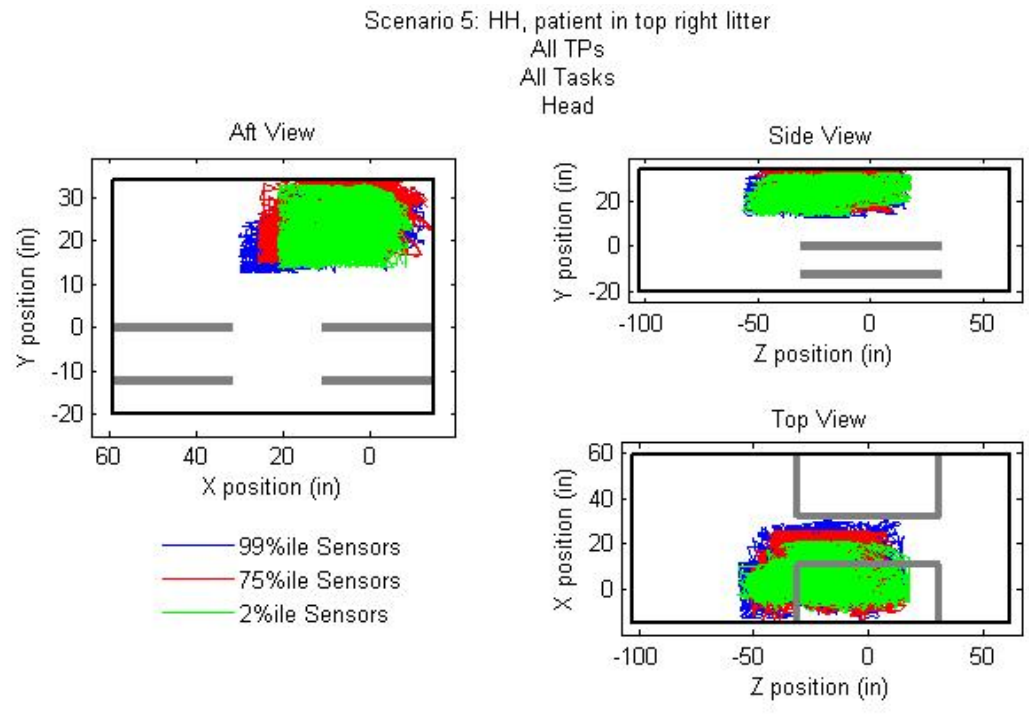 Scenario 5: HH, patient in top right litter
All TPs
All Tasks
Head
Aft View
30
20
10
0
-10
-20
Y position (in)
60 40 20 0
X position (in)
99%ile Sensors
75%ile Sensors
2%ile Sensors
Side View
20
0
-20
Y position (in)
-100 -50 0 50
Z position (in)
Top View
60
40
20
0
X position (in)
-100 -50 0 50
Z position (in)